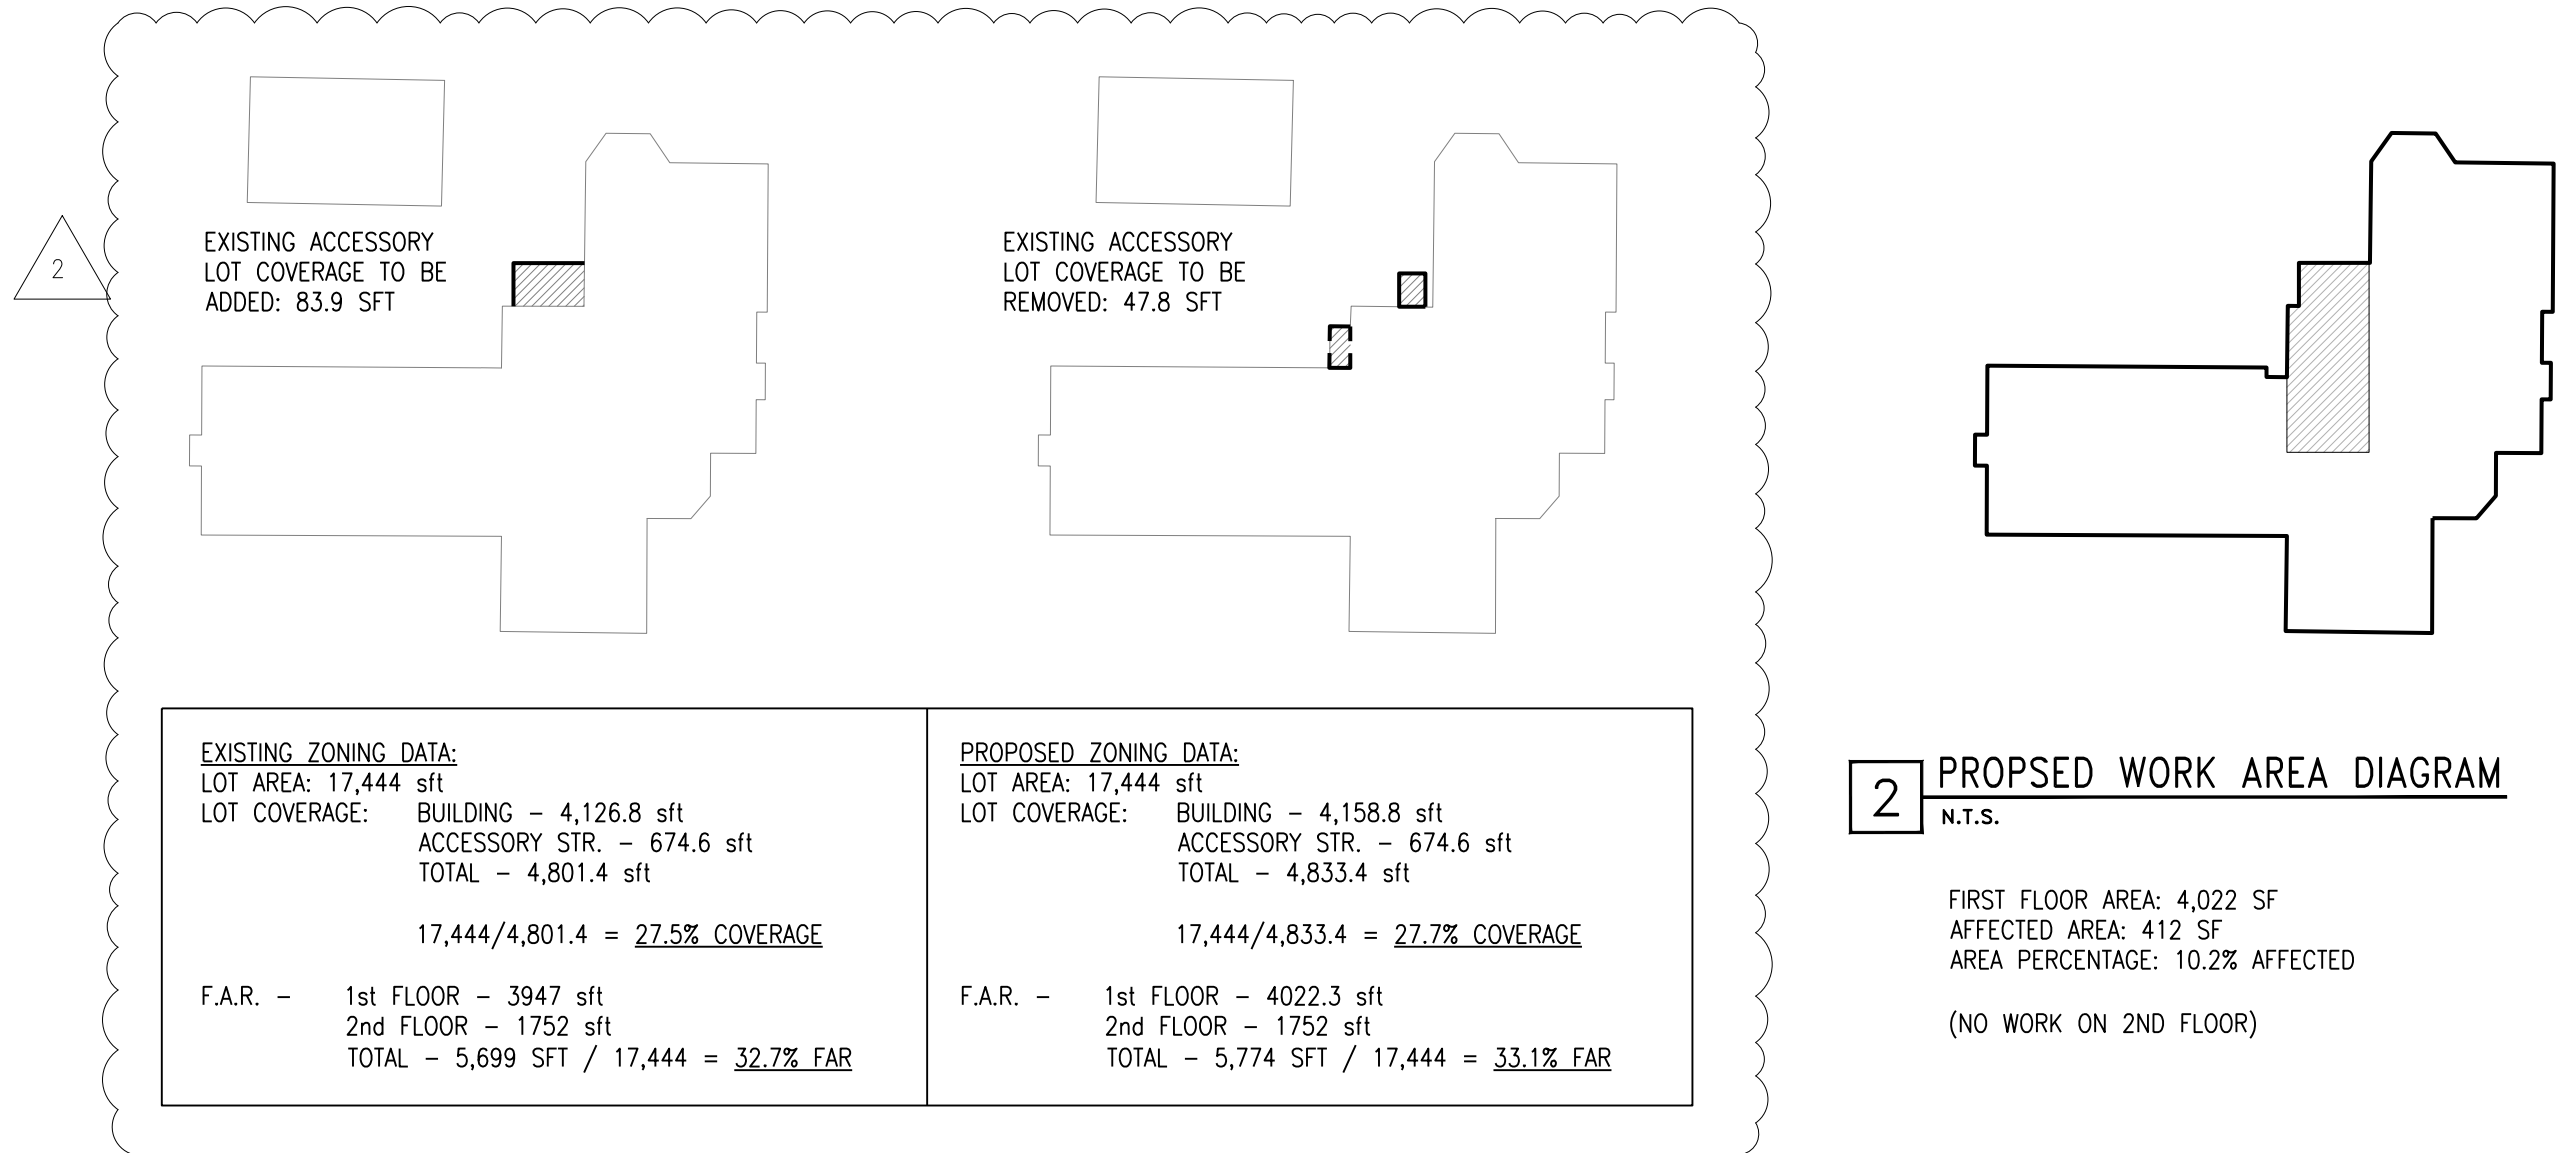 2
EXISTING ACCESSORY
LOT COVERAGE TO BE
ADDED: 83.9 SFT
EXISTING ACCESSORY
LOT COVERAGE TO BE
REMOVED: 47.8 SFT
EXISTING ZONING DATA:
LOT AREA: 17,444 sft
LOT COVERAGE: BUILDING – 4,126.8 sft
ACCESSORY STR. – 674.6 sft
TOTAL – 4,801.4 sft
17,444/4,801.4 = 27.5% COVERAGE
F.A.R. – 1st FLOOR – 3947 sft
2nd FLOOR – 1752 sft
TOTAL – 5,699 SFT / 17,444 = 32.7% FAR
PROPOSED ZONING DATA:
LOT AREA: 17,444 sft
LOT COVERAGE: BUILDING – 4,158.8 sft
ACCESSORY STR. – 674.6 sft
TOTAL – 4,833.4 sft
17,444/4,833.4 = 27.7% COVERAGE
F.A.R. – 1st FLOOR – 4022.3 sft
2nd FLOOR – 1752 sft
TOTAL – 5,774 SFT / 17,444 = 33.1% FAR
2 PROPSED WORK AREA DIAGRAM
N.T.S.
FIRST FLOOR AREA: 4,022 SF
AFFECTED AREA: 412 SF
AREA PERCENTAGE: 10.2% AFFECTED
(NO WORK ON 2ND FLOOR)